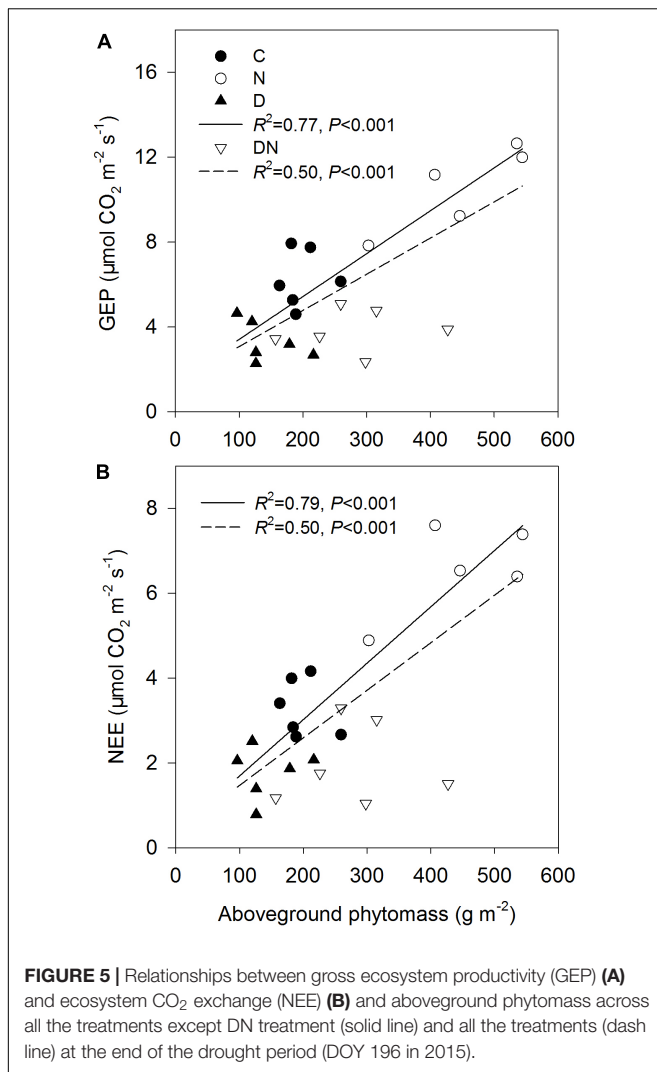 A
16
12
8
4
0
GEP (µmol CO2 m-2 s-1)
C
N
D
R2=0.77, P<0.001
DN
R2=0.50, P<0.001
0 100 200 300 400 500 600
B
8
6
4
2
0
NEE (µmol CO2 m-2 s-1)
R2=0.79, P<0.001
R2=0.50, P<0.001
0 100 200 300 400 500 600
Aboveground phytomass (g m-2)
FIGURE 5 | Relationships between gross ecosystem productivity (GEP) (A)
and ecosystem CO2 exchange (NEE) (B) and aboveground phytomass across
all the treatments except DN treatment (solid line) and all the treatments (dash
line) at the end of the drought period (DOY 196 in 2015).